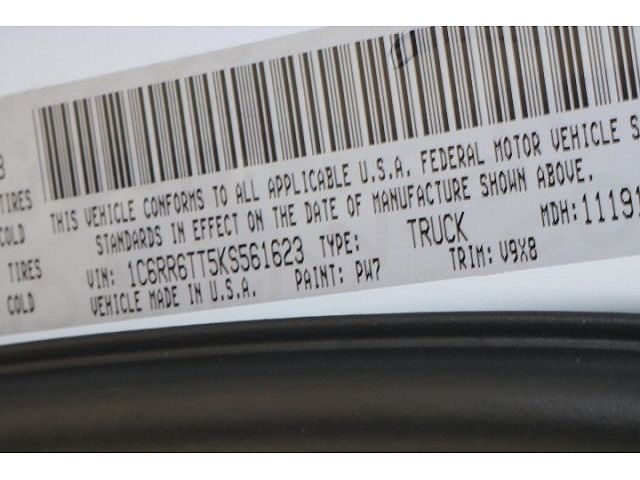 THIS VEHICLE CONFORMS TO ALL APPLICABLE U.S.A. FEDERAL MOTOR VEHICLE S
TIRES
STANDARDS IN EFFECT ON THE DATE OF MANUFACTURE SHOWN ABOVE.
COLD
VIN: 1C6RR6TT5KS561623 TYPE: TRUCK MDH: 11191
TIRES
VEHICLE MADE IN U.S.A. PAINT: PW7 TRIM: V9X8
COLD